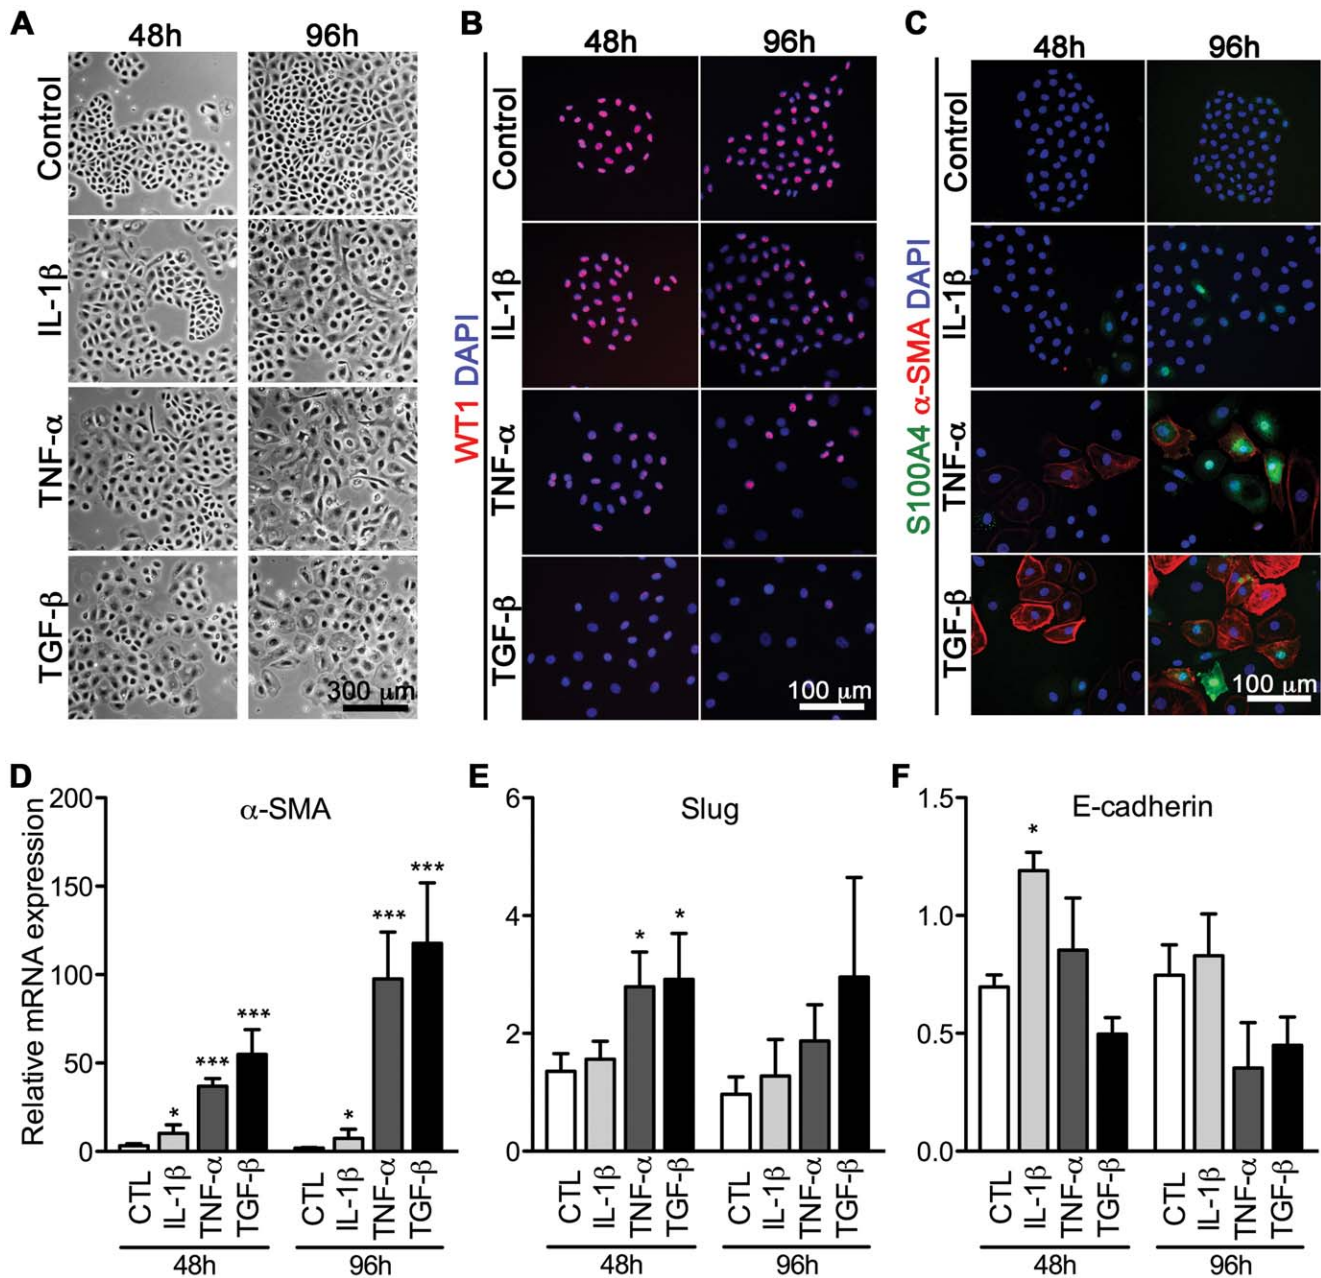 A
48h 96h
Control
IL-1β
TNF-α
TGF-β
300 μm
B
48h 96h
WT1 DAPI
Control
IL-1β
TNF-α
TGF-β
100 μm
C
48h 96h
S100A4 α-SMA DAPI
Control
IL-1β
TNF-α
TGF-β
100 μm
D
α-SMA
Relative mRNA expression
200
150
100
50
0
* *** *** * *** ***
CTL IL-1β TNF-α TGF-β CTL IL-1β TNF-α TGF-β
48h 96h
E
Slug
6
4
2
0
* *
CTL IL-1β TNF-α TGF-β CTL IL-1β TNF-α TGF-β
48h 96h
F
E-cadherin
1.5
1.0
0.5
0.0
*
CTL IL-1β TNF-α TGF-β CTL IL-1β TNF-α TGF-β
48h 96h